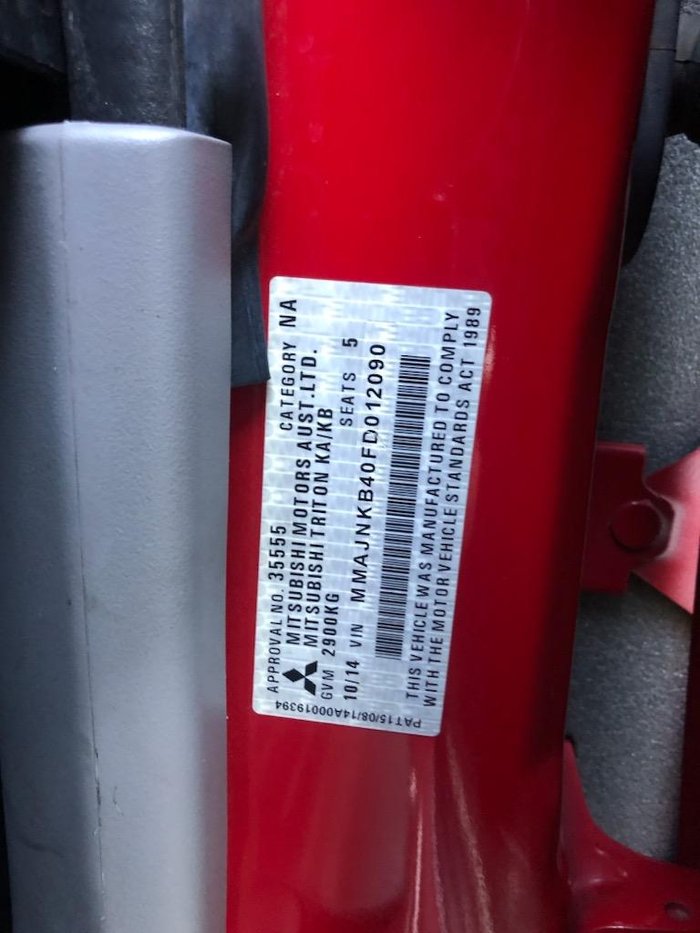 APPROVAL NO. 35555 CATEGORY NA
MITSUBISHI MOTORS AUST.LTD.
MITSUBISHI TRITON KA/KB
GVM 2900KG SEATS 5
10/14 VIN MMAJNKB40FD012090
THIS VEHICLE WAS MANUFACTURED TO COMPLY
WITH THE MOTOR VEHICLE STANDARDS ACT 1989
PAT15/08/14A00019394